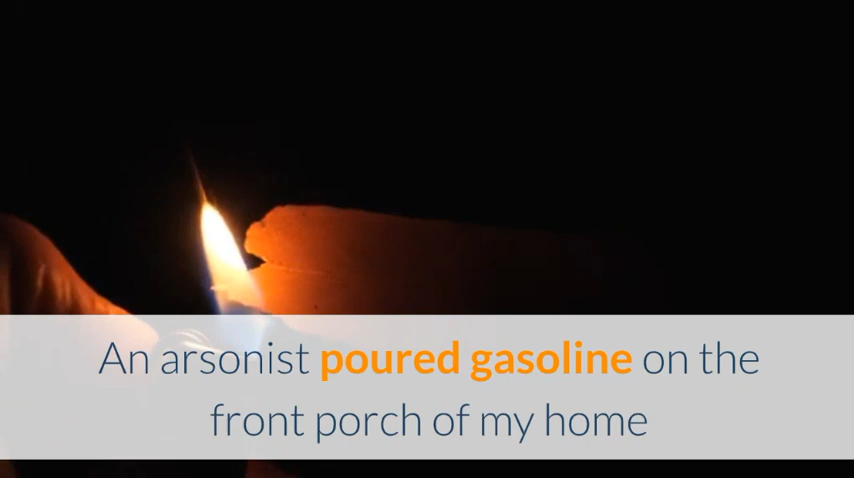 An arsonist poured gasoline on the
front porch of my home